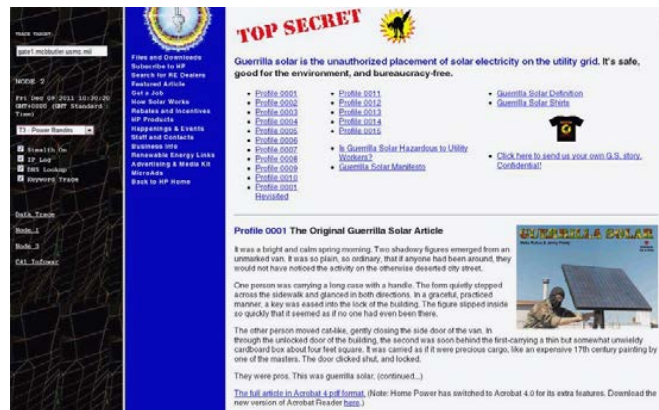 TRACE TARGET:
gate1.mcbbutler.usmc.mil
NODE 2
Fri Dec 09 2011 10:30:20
GMT+0000 (GMT Standard
Time)
T3 - Power Bandits
Stealth On
IP Log
DNS Lookup
Keyword Trace
Data Trace
Node 1
Node 3
C4I Infowar
Files and Downloads
Subscribe to HP
Search for RE Dealers
Featured Article
Get a Job
How Solar Works
Rebates and Incentives
HP Products
Happenings & Events
Staff and Contacts
Business Info
Renewable Energy Links
Advertising & Media Kit
MicroAds
Back to HP Home
TOP SECRET
Guerrilla solar is the unauthorized placement of solar electricity on the utility grid. It's safe,
good for the environment, and bureaucracy-free.
Profile 0001
Profile 0002
Profile 0003
Profile 0004
Profile 0005
Profile 0006
Profile 0007
Profile 0008
Profile 0009
Profile 0010
Profile 0001
Revisited
Profile 0011
Profile 0012
Profile 0013
Profile 0014
Profile 0015
Is Guerrilla Solar Hazardous to Utility
Workers?
Guerrilla Solar Manifesto
Guerrilla Solar Definition
Guerrilla Solar Shirts
Click here to send us your own G.S. story,
Confidential!
Profile 0001 The Original Guerrilla Solar Article
It was a bright and calm spring morning. Two shadowy figures emerged from an
unmarked van. It was so plain, so ordinary, that if anyone had been around, they
would not have noticed the activity on the otherwise deserted city street.
One person was carrying a long case with a handle. The form quietly stepped
across the sidewalk and glanced in both directions. In a graceful, practiced
manner, a key was eased into the lock of the building. The figure slipped inside
so quickly that it seemed as if no one had even been there.
The other person moved cat-like, gently closing the side door of the van. In
through the unlocked door of the building, the second was soon behind the first-carrying a thin but somewhat unwieldy
cardboard box about four feet square. It was carried as if it were precious cargo, like an expensive 17th century painting by
one of the masters. The door clicked shut, and locked.
They were pros. This was guerrilla solar. (continued...)
The full article in Acrobat 4 pdf format. (Note: Home Power has switched to Acrobat 4.0 for its extra features. Download the
new version of Acrobat Reader here.)
GUERRILLA SOLAR